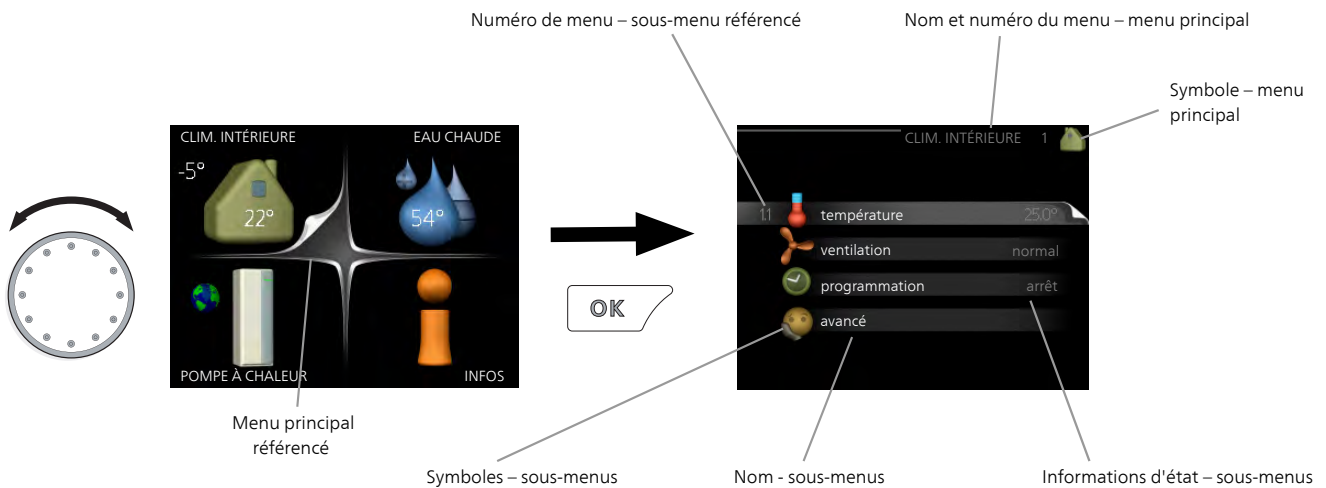 Numéro de menu – sous-menu référencé
Nom et numéro du menu – menu principal
Symbole – menu
principal
CLIM. INTÉRIEURE
EAU CHAUDE
-5°
22°
54°
POMPE À CHALEUR
INFOS
Menu principal
référencé
OK
CLIM. INTÉRIEURE 1
1.1 température 25.0°
ventilation normal
programmation arrêt
avancé
Symboles – sous-menus
Nom - sous-menus
Informations d'état – sous-menus